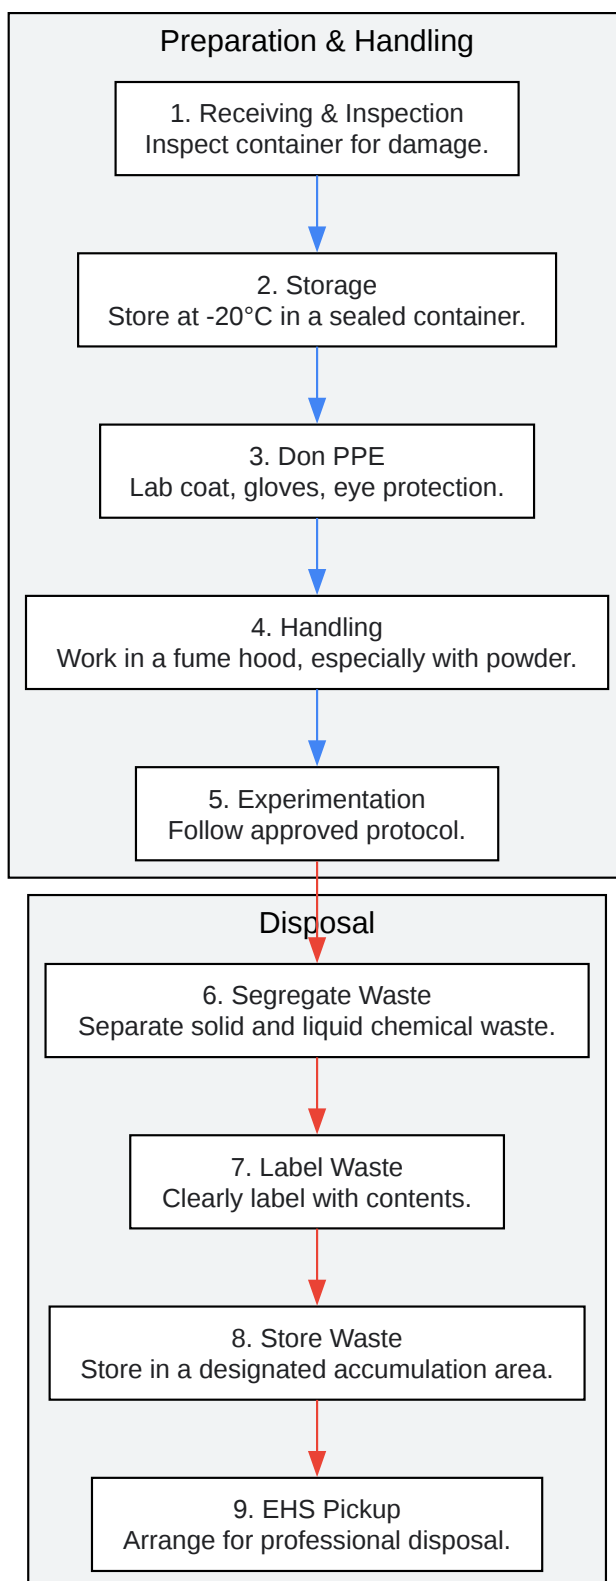 Preparation & Handling
1. Receiving & Inspection
Inspect container for damage.
2. Storage
Store at -20°C in a sealed container.
3. Don PPE
Lab coat, gloves, eye protection.
4. Handling
Work in a fume hood, especially with powder.
5. Experimentation
Follow approved protocol.
Disposal
6. Segregate Waste
Separate solid and liquid chemical waste.
7. Label Waste
Clearly label with contents.
8. Store Waste
Store in a designated accumulation area.
9. EHS Pickup
Arrange for professional disposal.